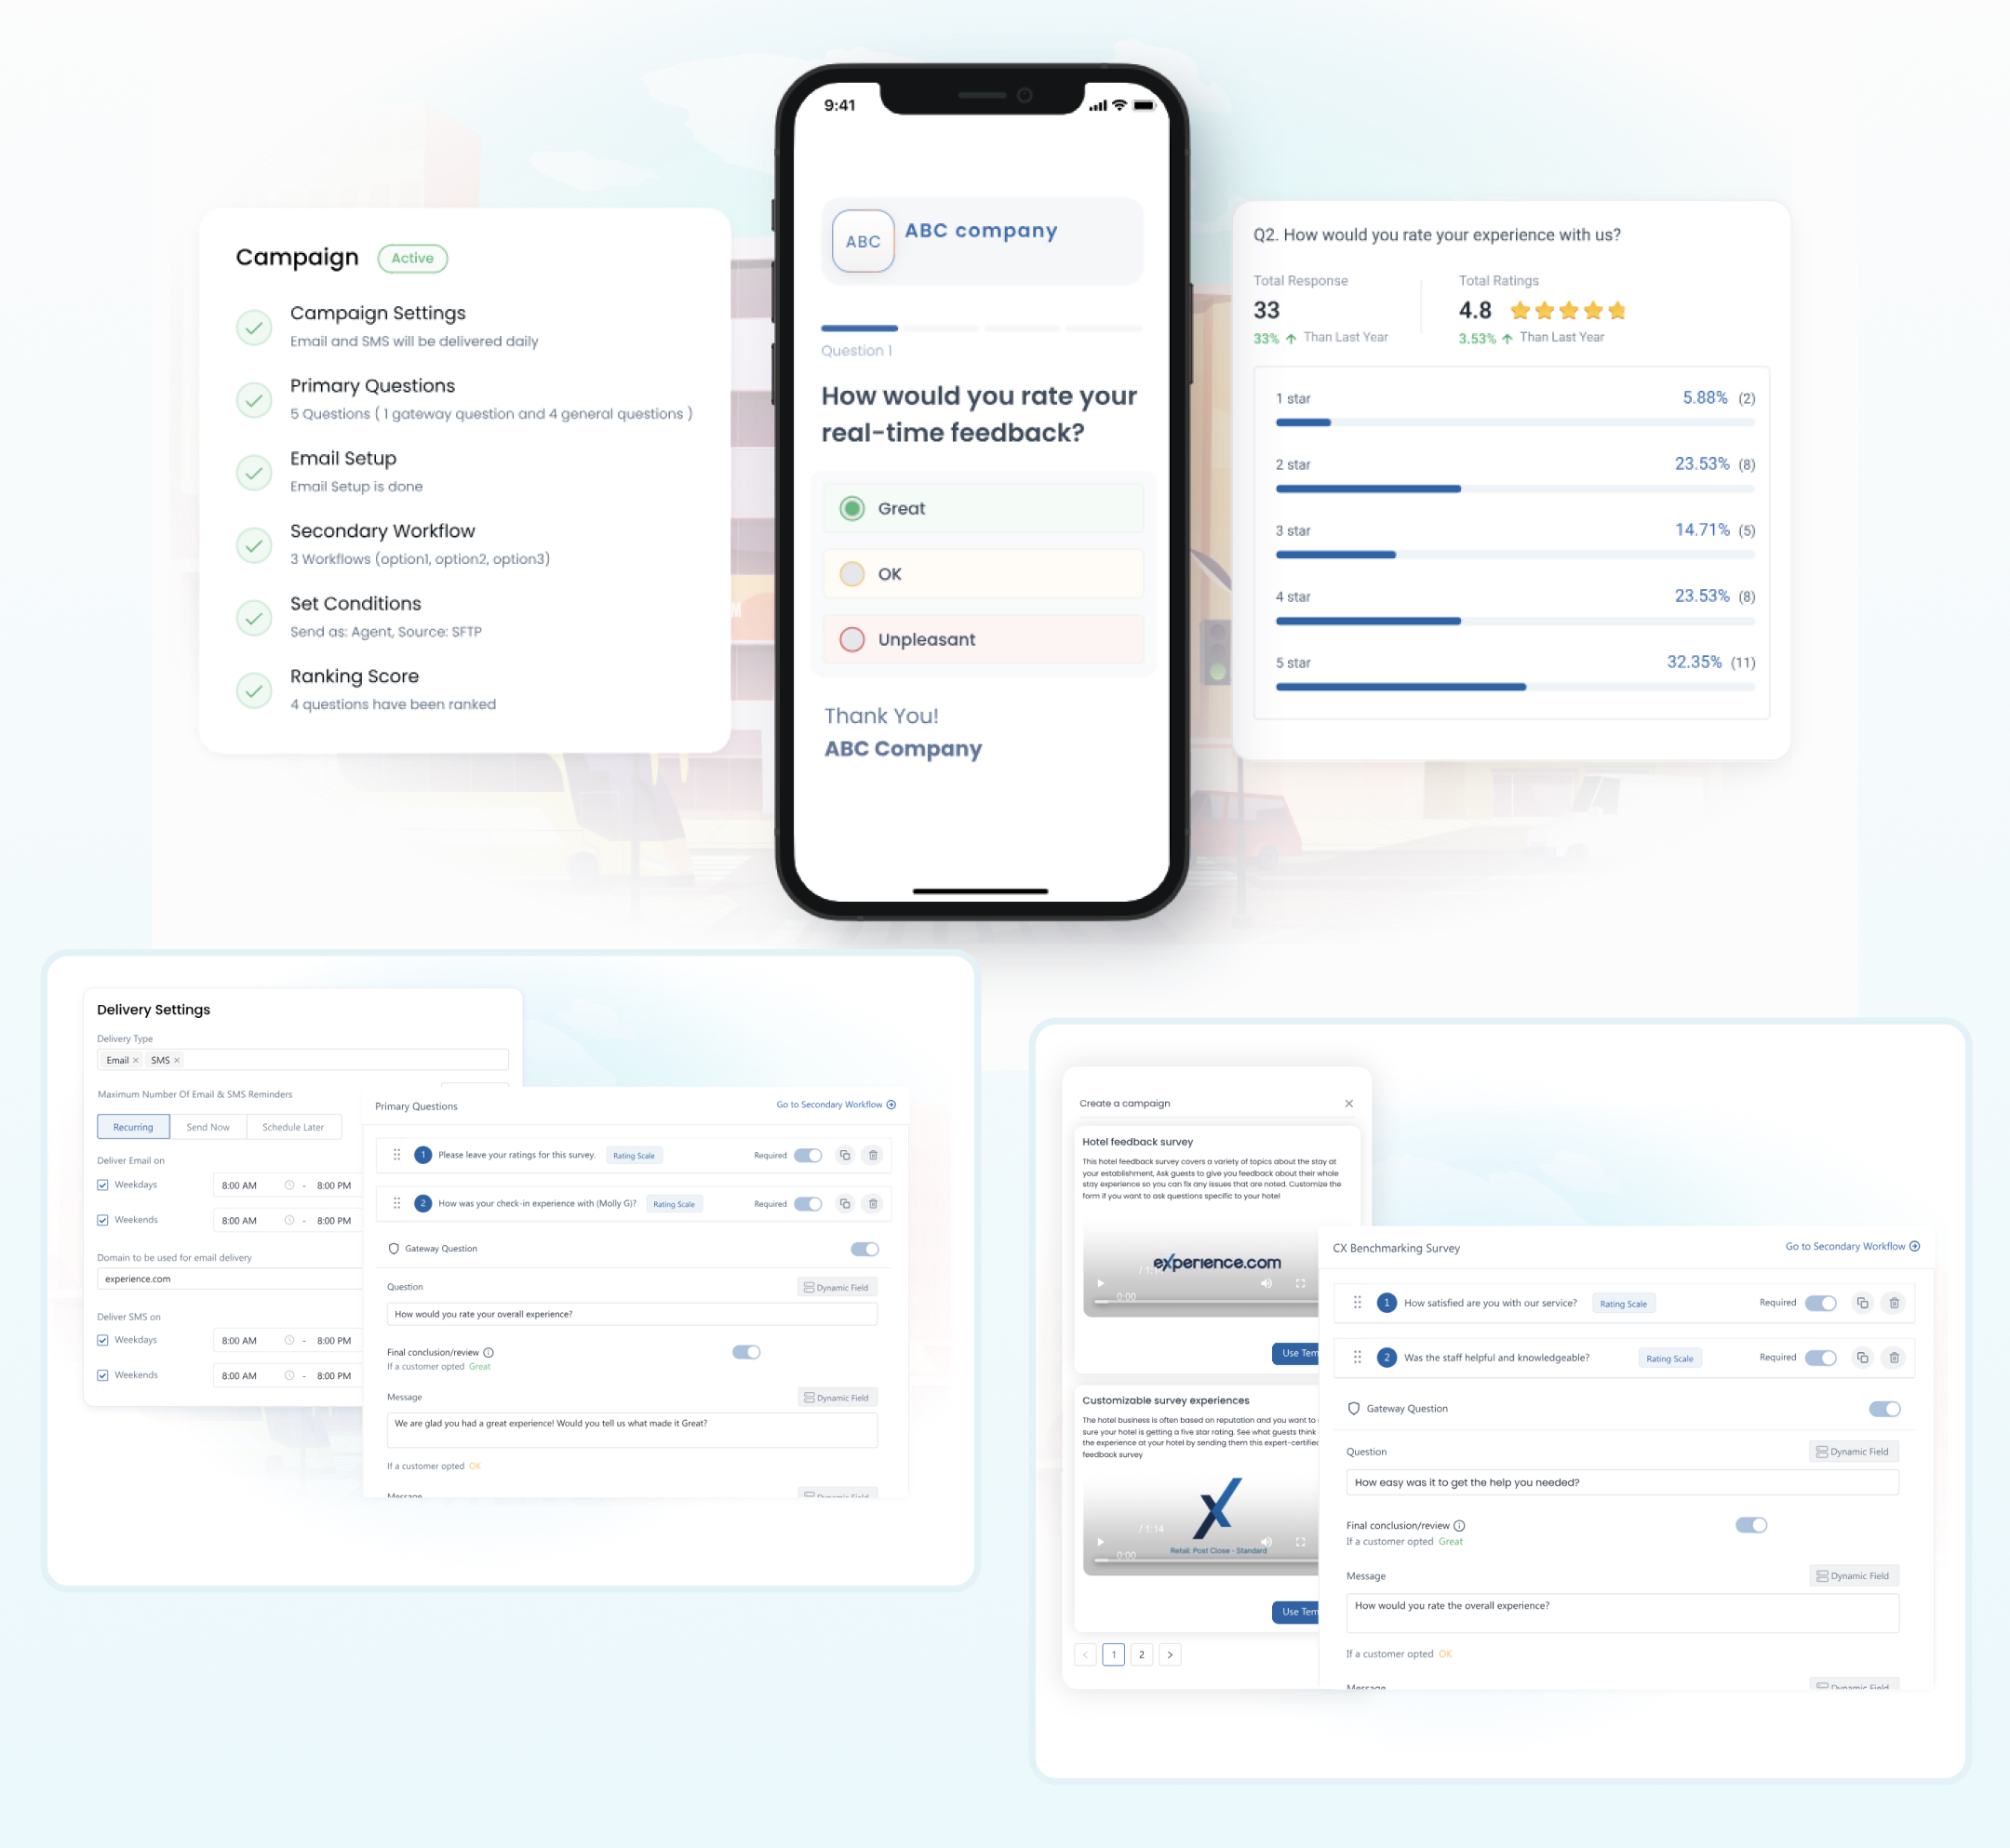 Campaign Active
Campaign Settings
Email and SMS will be delivered daily
Primary Questions
5 Questions ( 1 gateway question and 4 general questions )
Email Setup
Email Setup is done
Secondary Workflow
3 Workflows (option1, option2, option3)
Set Conditions
Send as: Agent, Source: SFTP
Ranking Score
4 questions have been ranked
9:41
ABC ABC company
Question 1
How would you rate your
real-time feedback?
Great
OK
Unpleasant
Thank You!
ABC Company
Q2. How would you rate your experience with us?
Total Response Total Ratings
33 4.8
33% Than Last Year 3.53% Than Last Year
1 star 5.88% (2)
2 star 23.53% (8)
3 star 14.71% (5)
4 star 23.53% (8)
5 star 32.35% (11)
M
Delivery Settings
Delivery Type
Email × SMS ×
Maximum Number Of Email & SMS Reminders
Recurring Send Now Schedule Later
Deliver Email on
Weekdays 8:00 AM - 8:00 PM
Weekends 8:00 AM - 8:00 PM
Domain to be used for email delivery
experience.com
Deliver SMS on
Weekdays 8:00 AM - 8:00 PM
Weekends 8:00 AM - 8:00 PM
Primary Questions Go to Secondary Workflow
1 Please leave your ratings for this survey. Rating Scale Required
2 How was your check-in experience with (Molly G)? Rating Scale Required
Gateway Question
Question Dynamic Field
How would you rate your overall experience?
Final conclusion/review
If a customer opted Great
Message Dynamic Field
We are glad you had a great experience! Would you tell us what made it Great?
If a customer opted OK
Message Dynamic Field
Create a campaign
Hotel feedback survey
This hotel feedback survey covers a variety of topics about the stay at
your establishment, Ask guests to give you feedback about their whole
stay experience so you can fix any issues that are noted. Customize the
form if you want to ask questions specific to your hotel
experience.com
0:00
Use Tem
Customizable survey experiences
The hotel business is often based on reputation and you want to
sure your hotel is getting a five star rating. See what guests think
the experience at your hotel by sending them this expert-certified
feedback survey
/ 1:14
0:00
Retail: Post Close - Standard
Use Tem
1 2
CX Benchmarking Survey Go to Secondary Workflow
1 How satisfied are you with our service? Rating Scale Required
2 Was the staff helpful and knowledgeable? Rating Scale Required
Gateway Question
Question Dynamic Field
How easy was it to get the help you needed?
Final conclusion/review
If a customer opted Great
Message Dynamic Field
How would you rate the overall experience?
If a customer opted OK
Message Dynamic Field